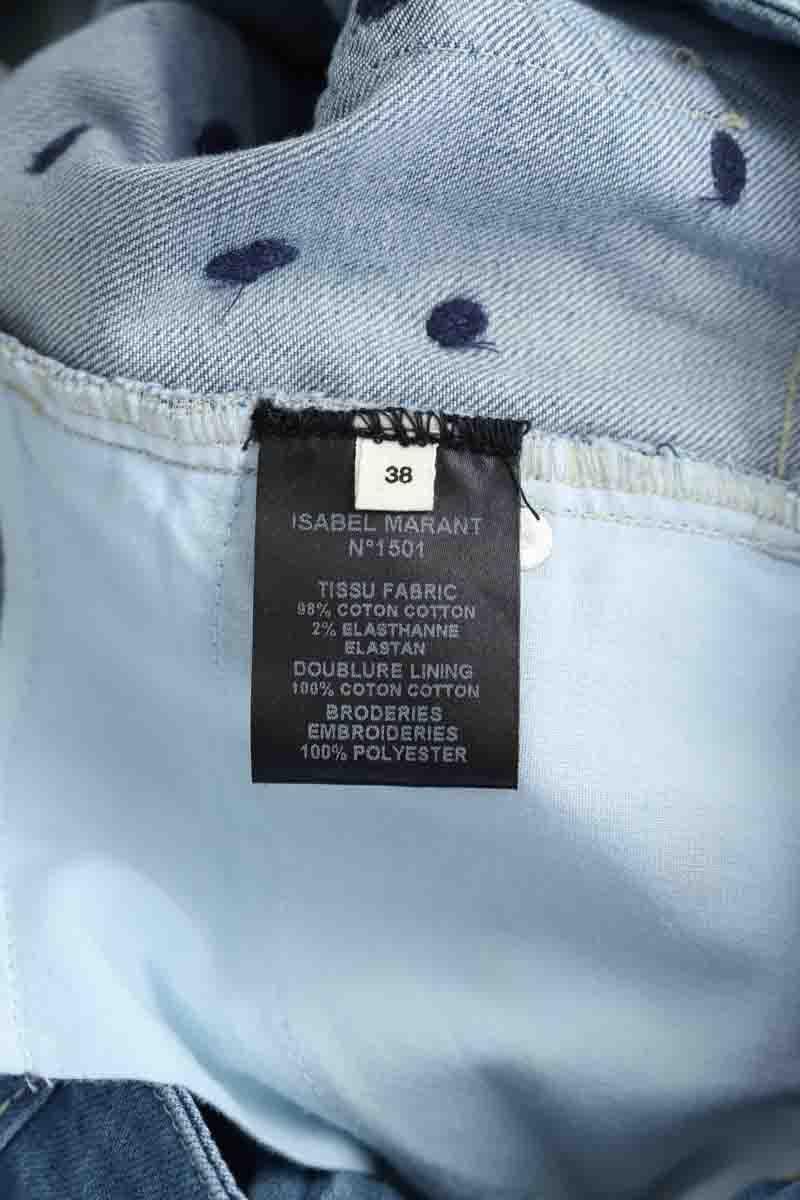 38
ISABEL MARANT
N°1501
TISSU FABRIC
98% COTON COTTON
2% ELASTHANNE
ELASTAN
DOUBLURE LINING
100% COTON COTTON
BRODERIES
EMBROIDERIES
100% POLYESTER